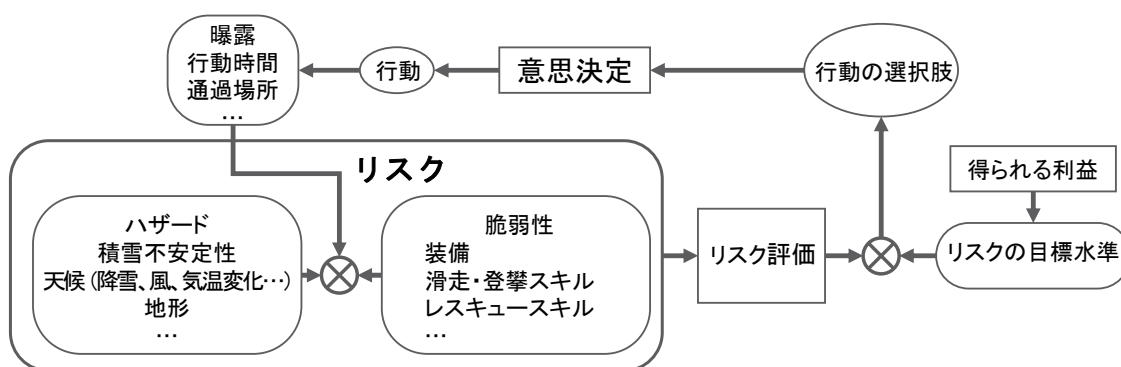 曝露
行動時間
通過場所
…
行動
意思決定
行動の選択肢
リスク
ハザード
積雪不安定性
天候(降雪、風、気温変化…)
地形
…
脆弱性
装備
滑走・登攀スキル
レスキュースキル
…
リスク評価
得られる利益
リスクの目標水準